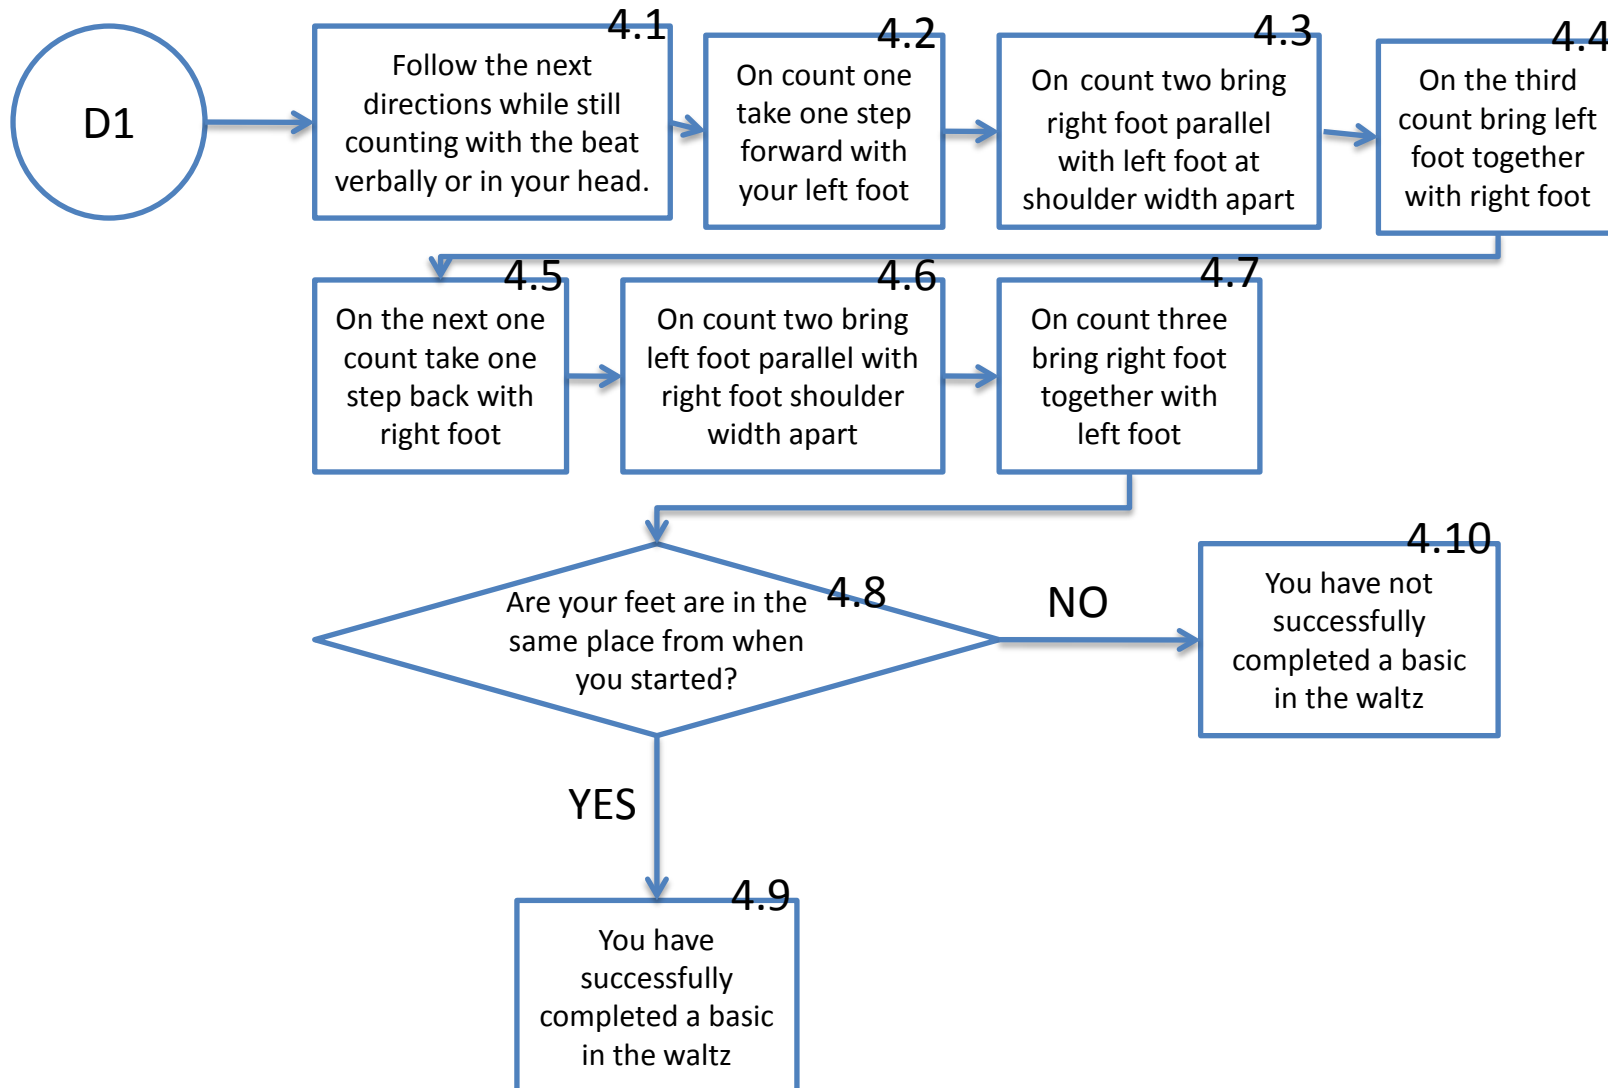 D1
4.1
Follow the next
directions while still
counting with the beat
verbally or in your head.
4.2
On count one
take one step
forward with
your left foot
4.3
On count two bring
right foot parallel
with left foot at
shoulder width apart
4.4
On the third
count bring left
foot together
with right foot
4.5
On the next one
count take one
step back with
right foot
4.6
On count two bring
left foot parallel with
right foot shoulder
width apart
4.7
On count three
bring right foot
together with
left foot
4.8
Are your feet are in the
same place from when
you started?
NO
4.10
You have not
successfully
completed a basic
in the waltz
YES
4.9
You have
successfully
completed a basic
in the waltz